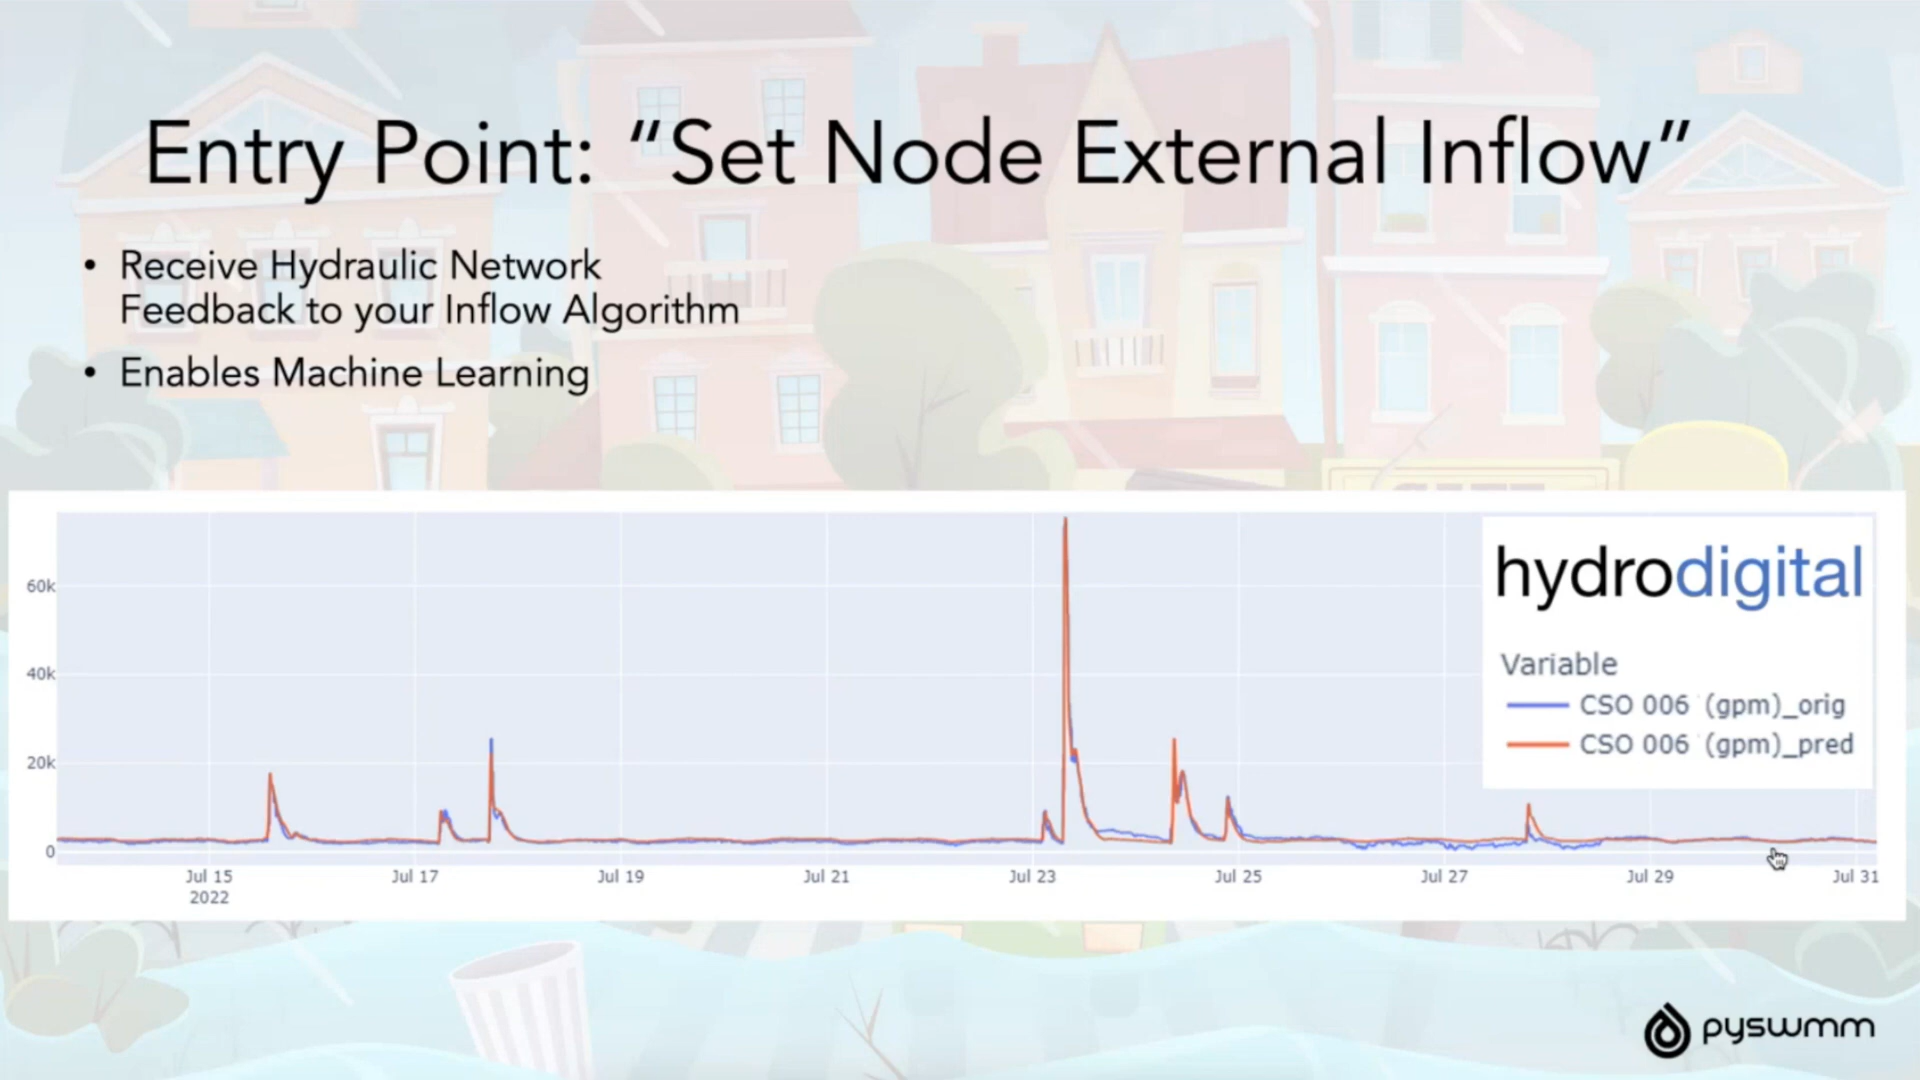 Entry Point: “Set Node External Inflow”
• Receive Hydraulic Network
Feedback to your Inflow Algorithm
• Enables Machine Learning
hydrodigital
Variable
CSO 006 (gpm)_orig
CSO 006 (gpm)_pred
60k
40k
20k
0
Jul 15 Jul 17 Jul 19 Jul 21 Jul 23 Jul 25 Jul 27 Jul 29 Jul 31
2022
pyswmm